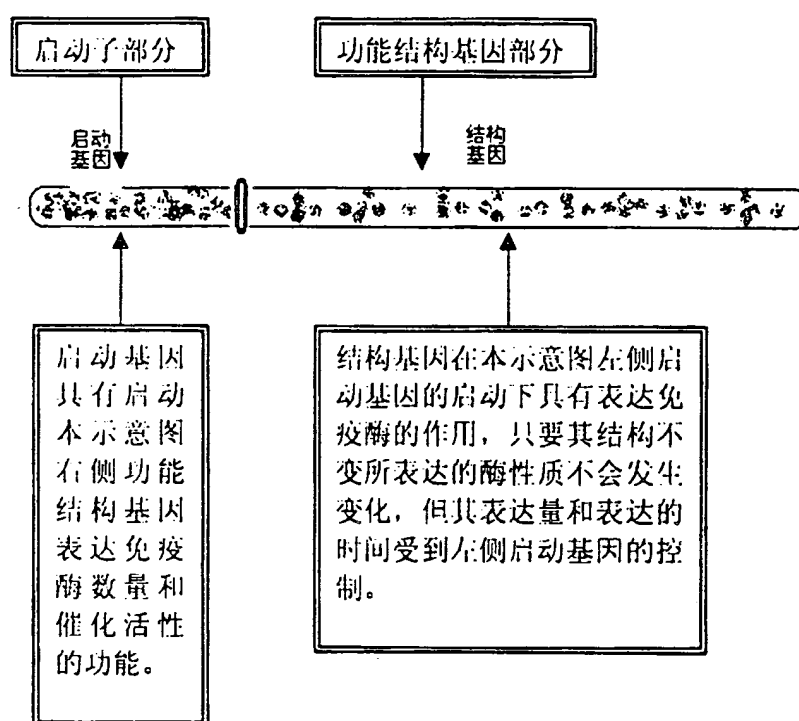 启动子部分
功能结构基因部分
启动
基因
结构
基因
启动基因
具有启动
本示意图
右侧功能
结构基因
表达免疫
酶数量和
催化活性
的功能。
结构基因在本示意图左侧启
动基因的启动下具有表达免
疫酶的作用，只要其结构不
变所表达的酶性质不会发生
变化，但其表达量和表达的
时间受到左侧启动基因的控
制。